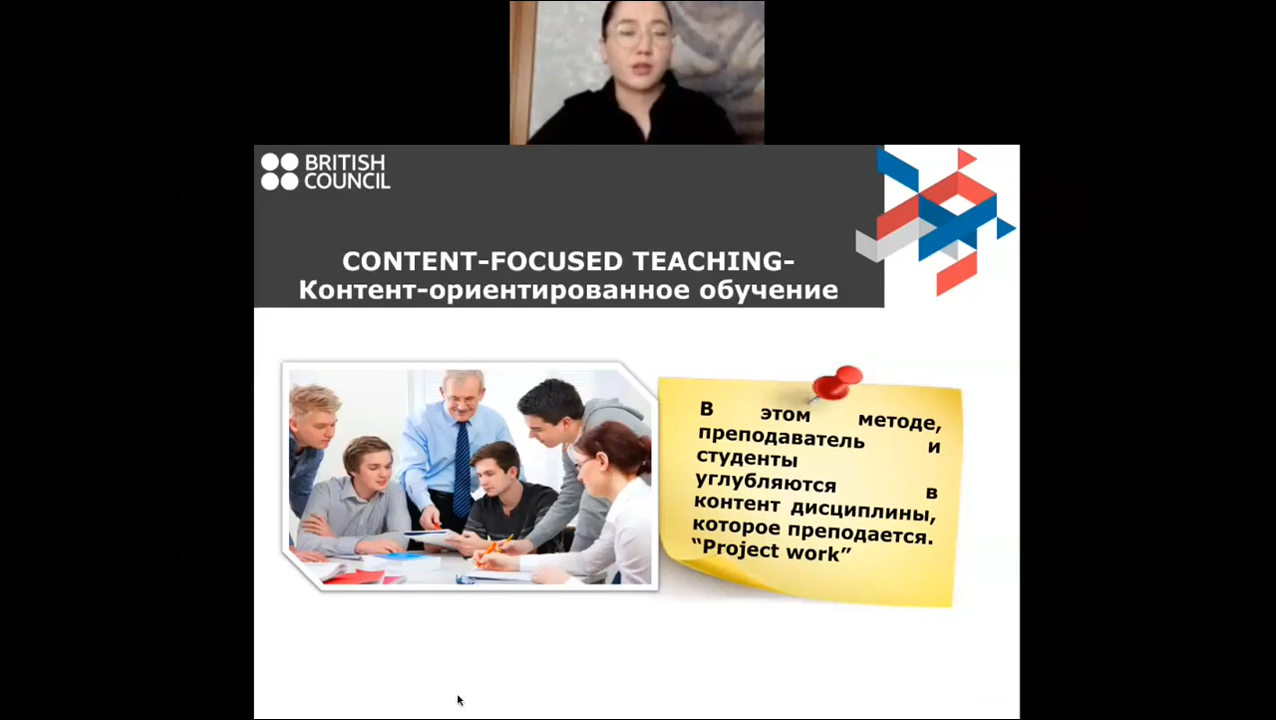 BRITISH
COUNCIL
CONTENT-FOCUSED TEACHING-
Контент-ориентированное обучение
В этом методе,
преподаватель и
студенты
углубляются в
контент дисциплины,
которое преподается.
“Project work”